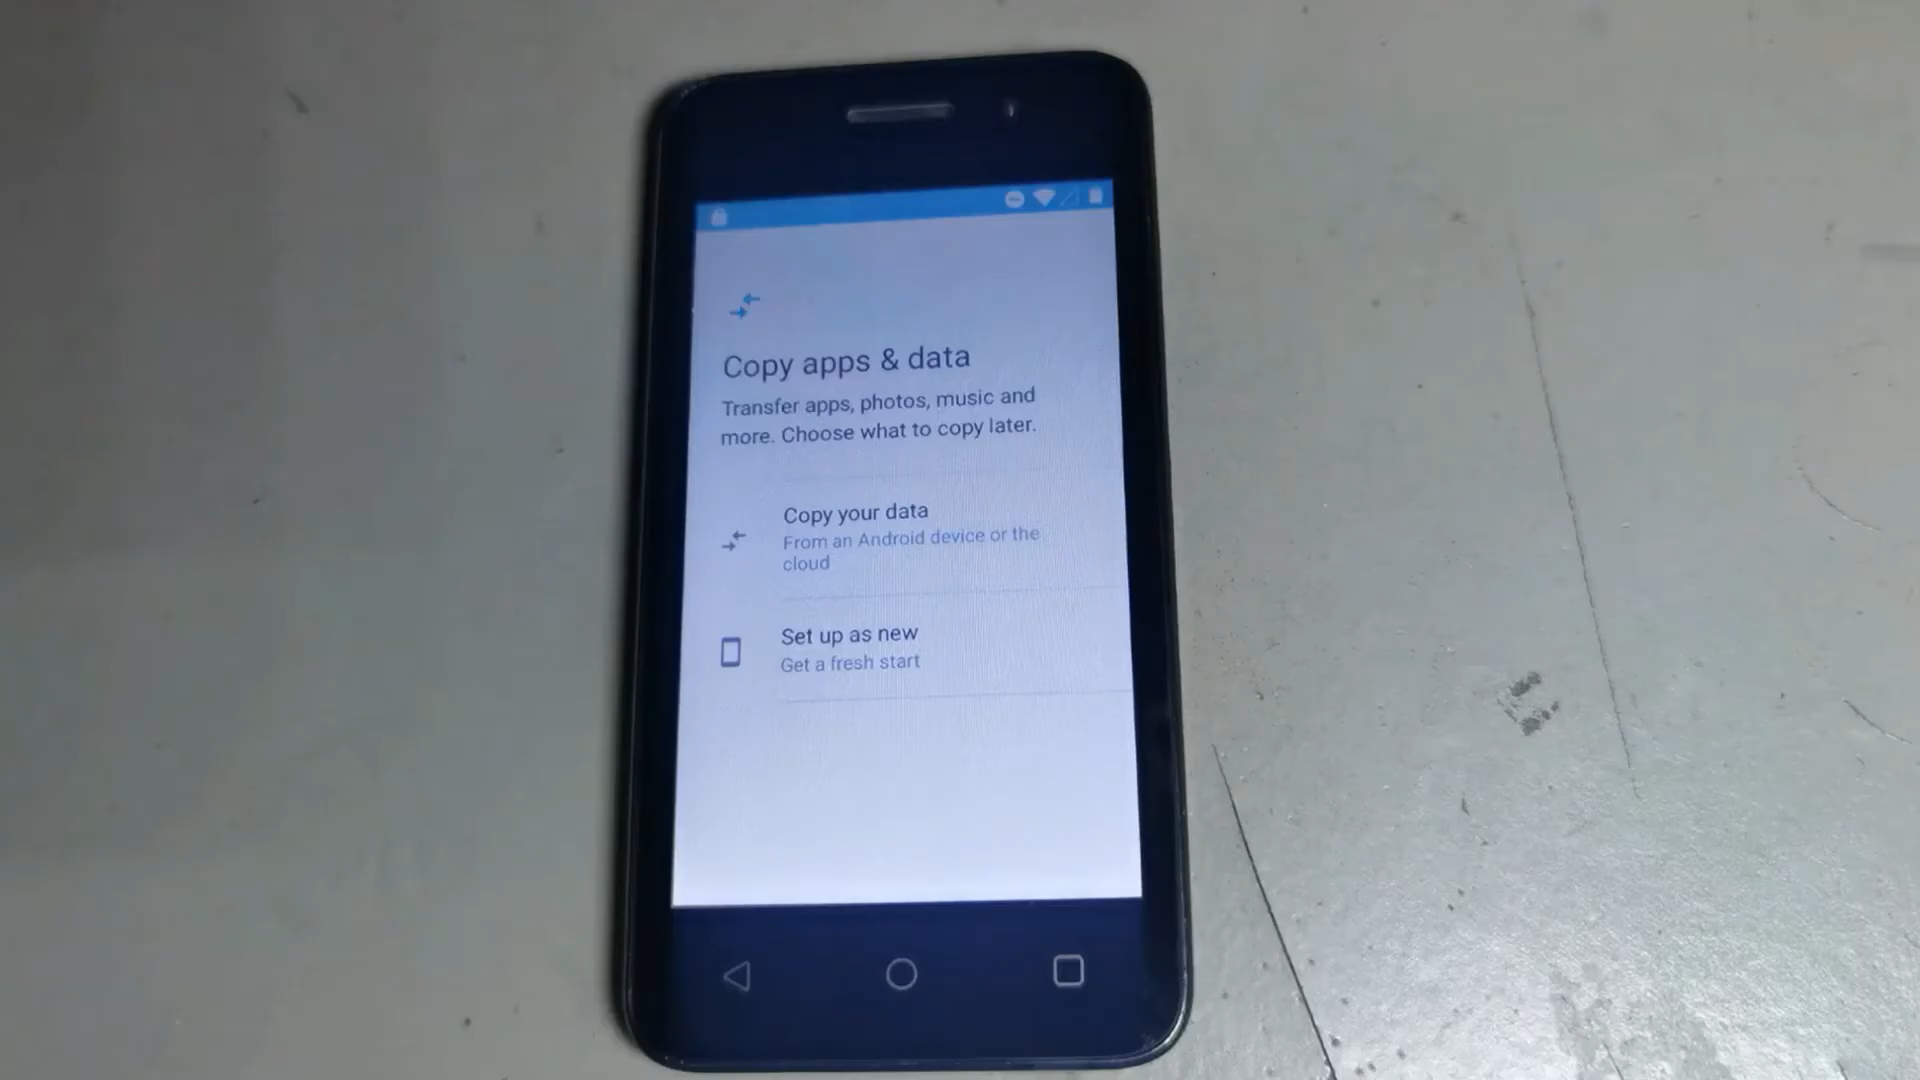 Copy apps & data
Transfer apps, photos, music and
more. Choose what to copy later.
Copy your data
From an Android device or the
cloud
Set up as new
Get a fresh start